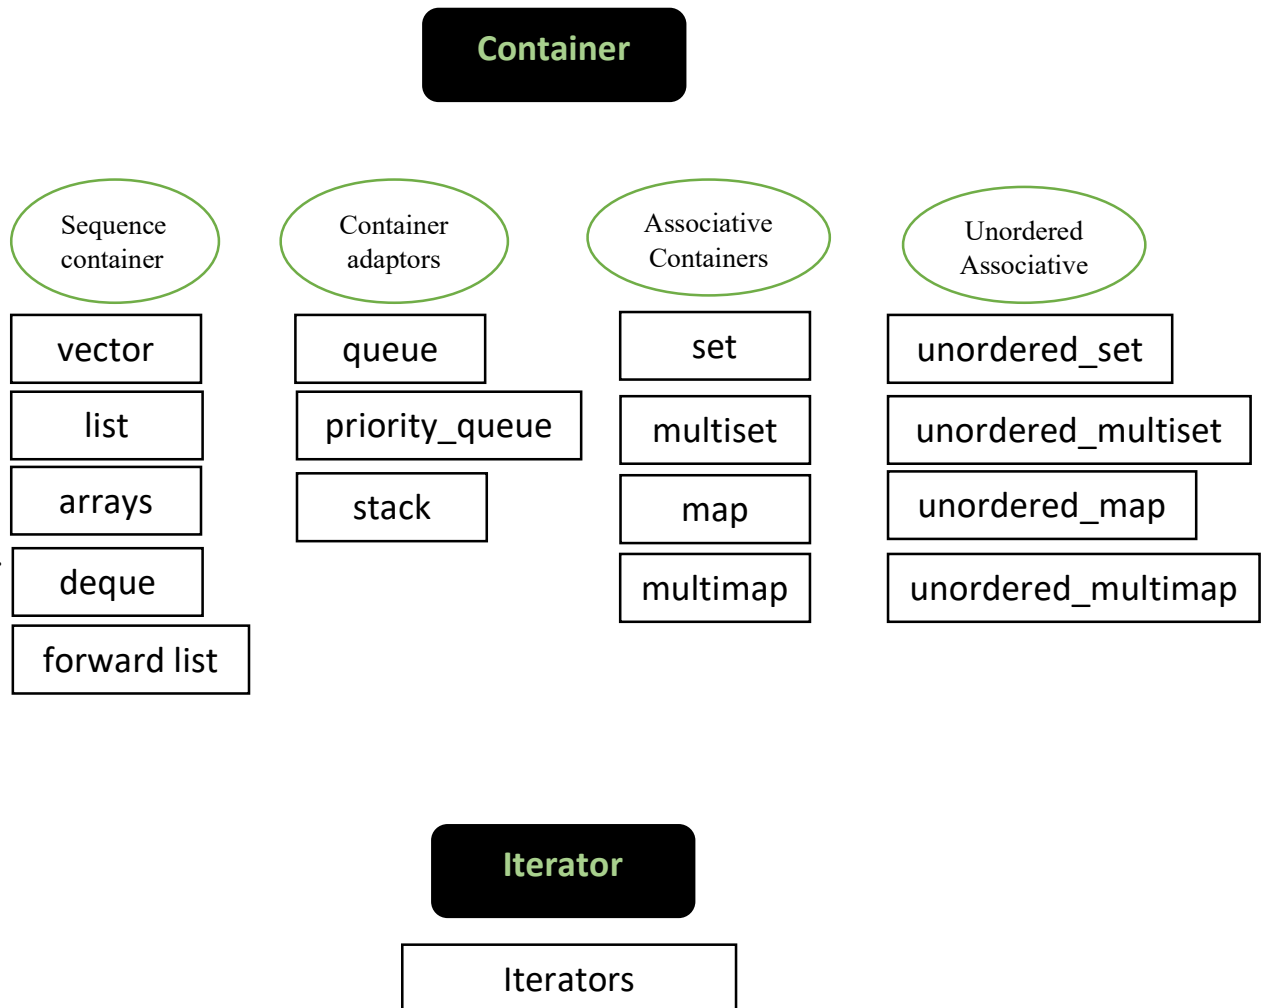 Container
Sequence
container
Container
adaptors
Associative
Containers
Unordered
Associative
vector
queue
set
unordered_set
list
priority_queue
multiset
unordered_multiset
arrays
stack
map
unordered_map
deque
multimap
unordered_multimap
forward list
Iterator
Iterators